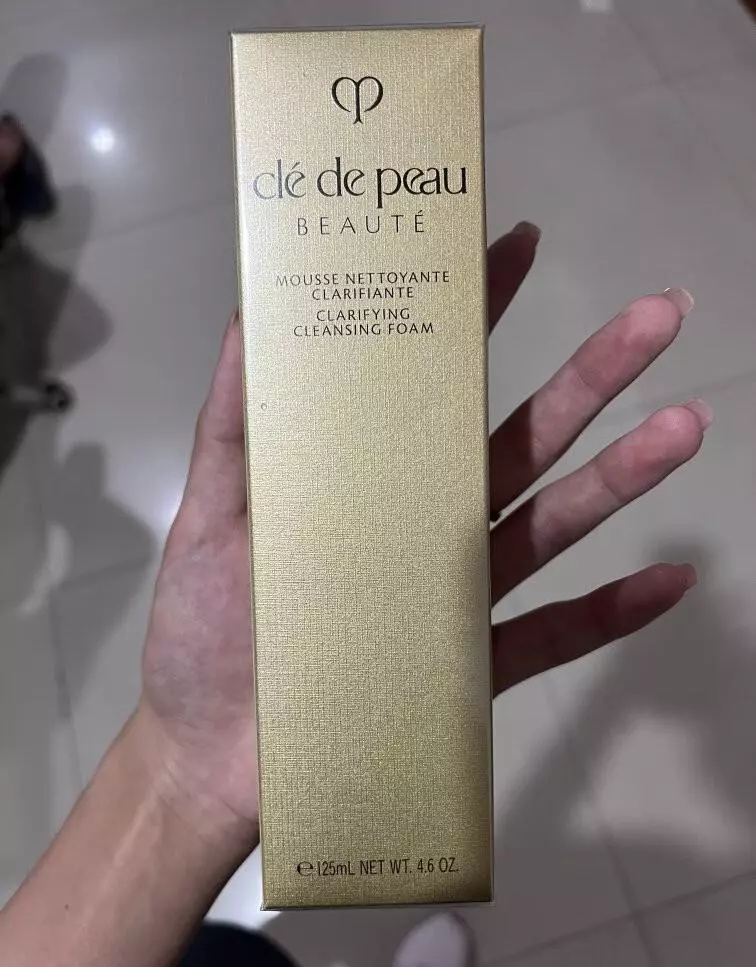 clé de peau
BEAUTÉ
MOUSSE NETTOYANTE
CLARIFIANTE
CLARIFYING
CLEANSING FOAM
℮125mL NET WT. 4.6 OZ.